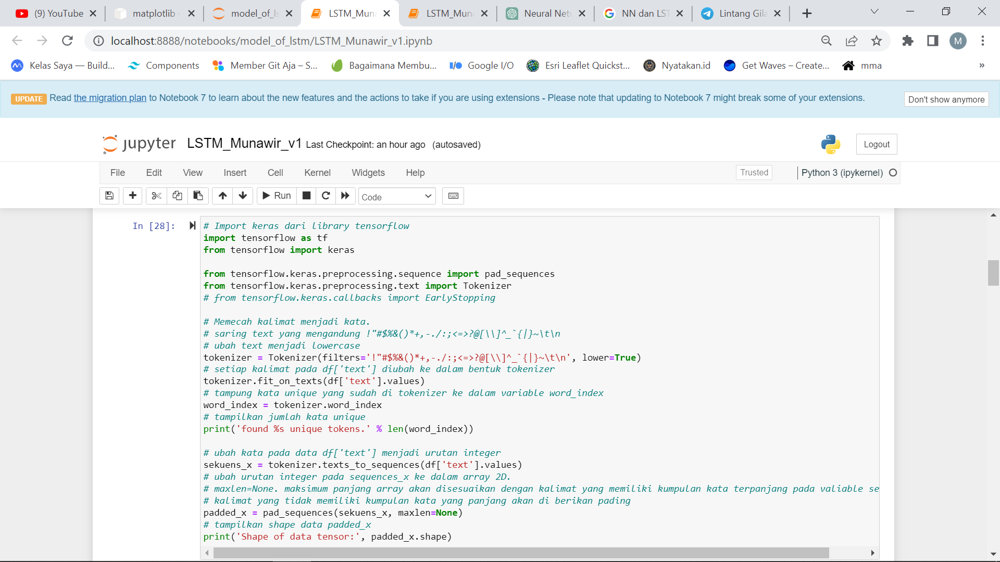 (9) YouTube
matplotlib
model_of_ls
LSTM_Mun
LSTM_Mun
Neural Net
NN dan LST
Lintang Gila
localhost:8888/notebooks/model_of_lstm/LSTM_Munawir_v1.ipynb
M
Kelas Saya — Build...
Components
Member Git Aja – S...
Bagaimana Membu...
Google I/O
Esri Leaflet Quickst...
Nyatakan.id
Get Waves – Create...
mma
»
UPDATE Read the migration plan to Notebook 7 to learn about the new features and the actions to take if you are using extensions - Please note that updating to Notebook 7 might break some of your extensions.
Don't show anymore
jupyter LSTM_Munawir_v1 Last Checkpoint: an hour ago (autosaved)
Logout
File Edit View Insert Cell Kernel Widgets Help
Trusted
Python 3 (ipykernel)
Run
Code
In [28]:
# Import keras dari library tensorflow
import tensorflow as tf
from tensorflow import keras
from tensorflow.keras.preprocessing.sequence import pad_sequences
from tensorflow.keras.preprocessing.text import Tokenizer
# from tensorflow.keras.callbacks import EarlyStopping
# Memecah kalimat menjadi kata.
# saring text yang mengandung !"#$%&()*+,-./:;<=>?@[\\]^_`{|}~\t\n
# ubah text menjadi lowercase
tokenizer = Tokenizer(filters='!"#$%&()*+,-./:;<=>?@[\\]^_`{|}~\t\n', lower=True)
# setiap kalimat pada df['text'] diubah ke dalam bentuk tokenizer
tokenizer.fit_on_texts(df['text'].values)
# tampung kata unique yang sudah di tokenizer ke dalam variable word_index
word_index = tokenizer.word_index
# tampilkan jumlah kata unique
print('found %s unique tokens.' % len(word_index))
# ubah kata pada data df['text'] menjadi urutan integer
sekuens_x = tokenizer.texts_to_sequences(df['text'].values)
# ubah urutan integer pada sequences_x ke dalam array 2D.
# maxlen=None. maksimum panjang array akan disesuaikan dengan kalimat yang memiliki kumpulan kata terpanjang pada valiable se
# kalimat yang tidak memiliki kumpulan kata yang panjang akan di berikan pading
padded_x = pad_sequences(sekuens_x, maxlen=None)
# tampilkan shape data padded_x
print('Shape of data tensor:', padded_x.shape)